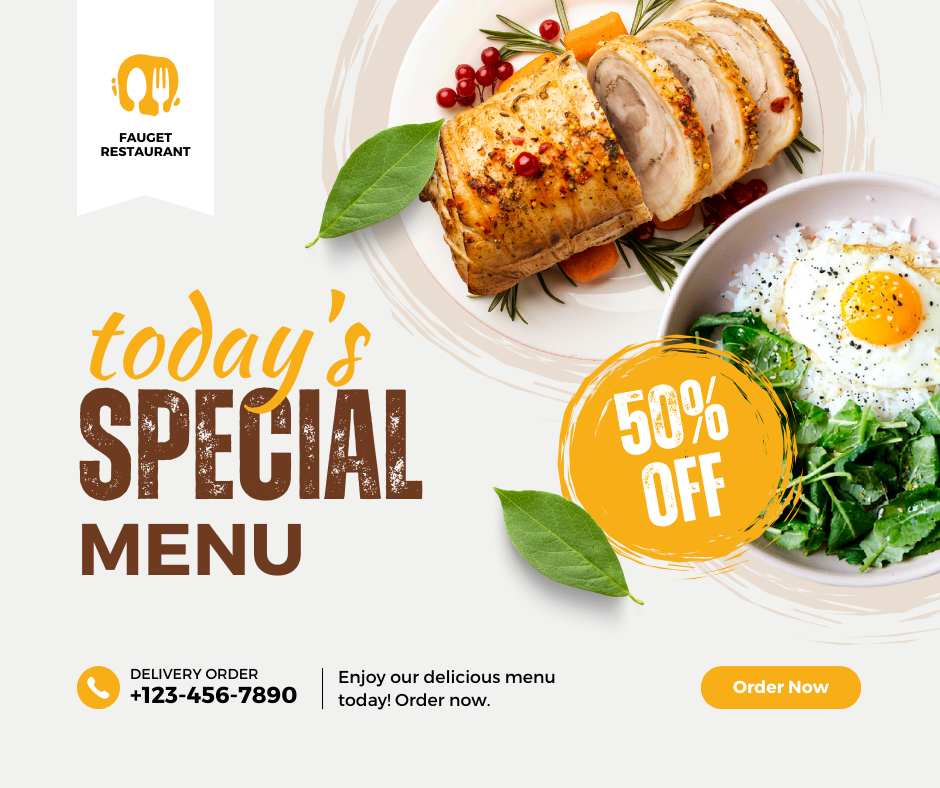 FAUGET
RESTAURANT
today's
SPECIAL
MENU
50%
OFF
DELIVERY ORDER
+123-456-7890
Enjoy our delicious menu
today! Order now.
Order Now